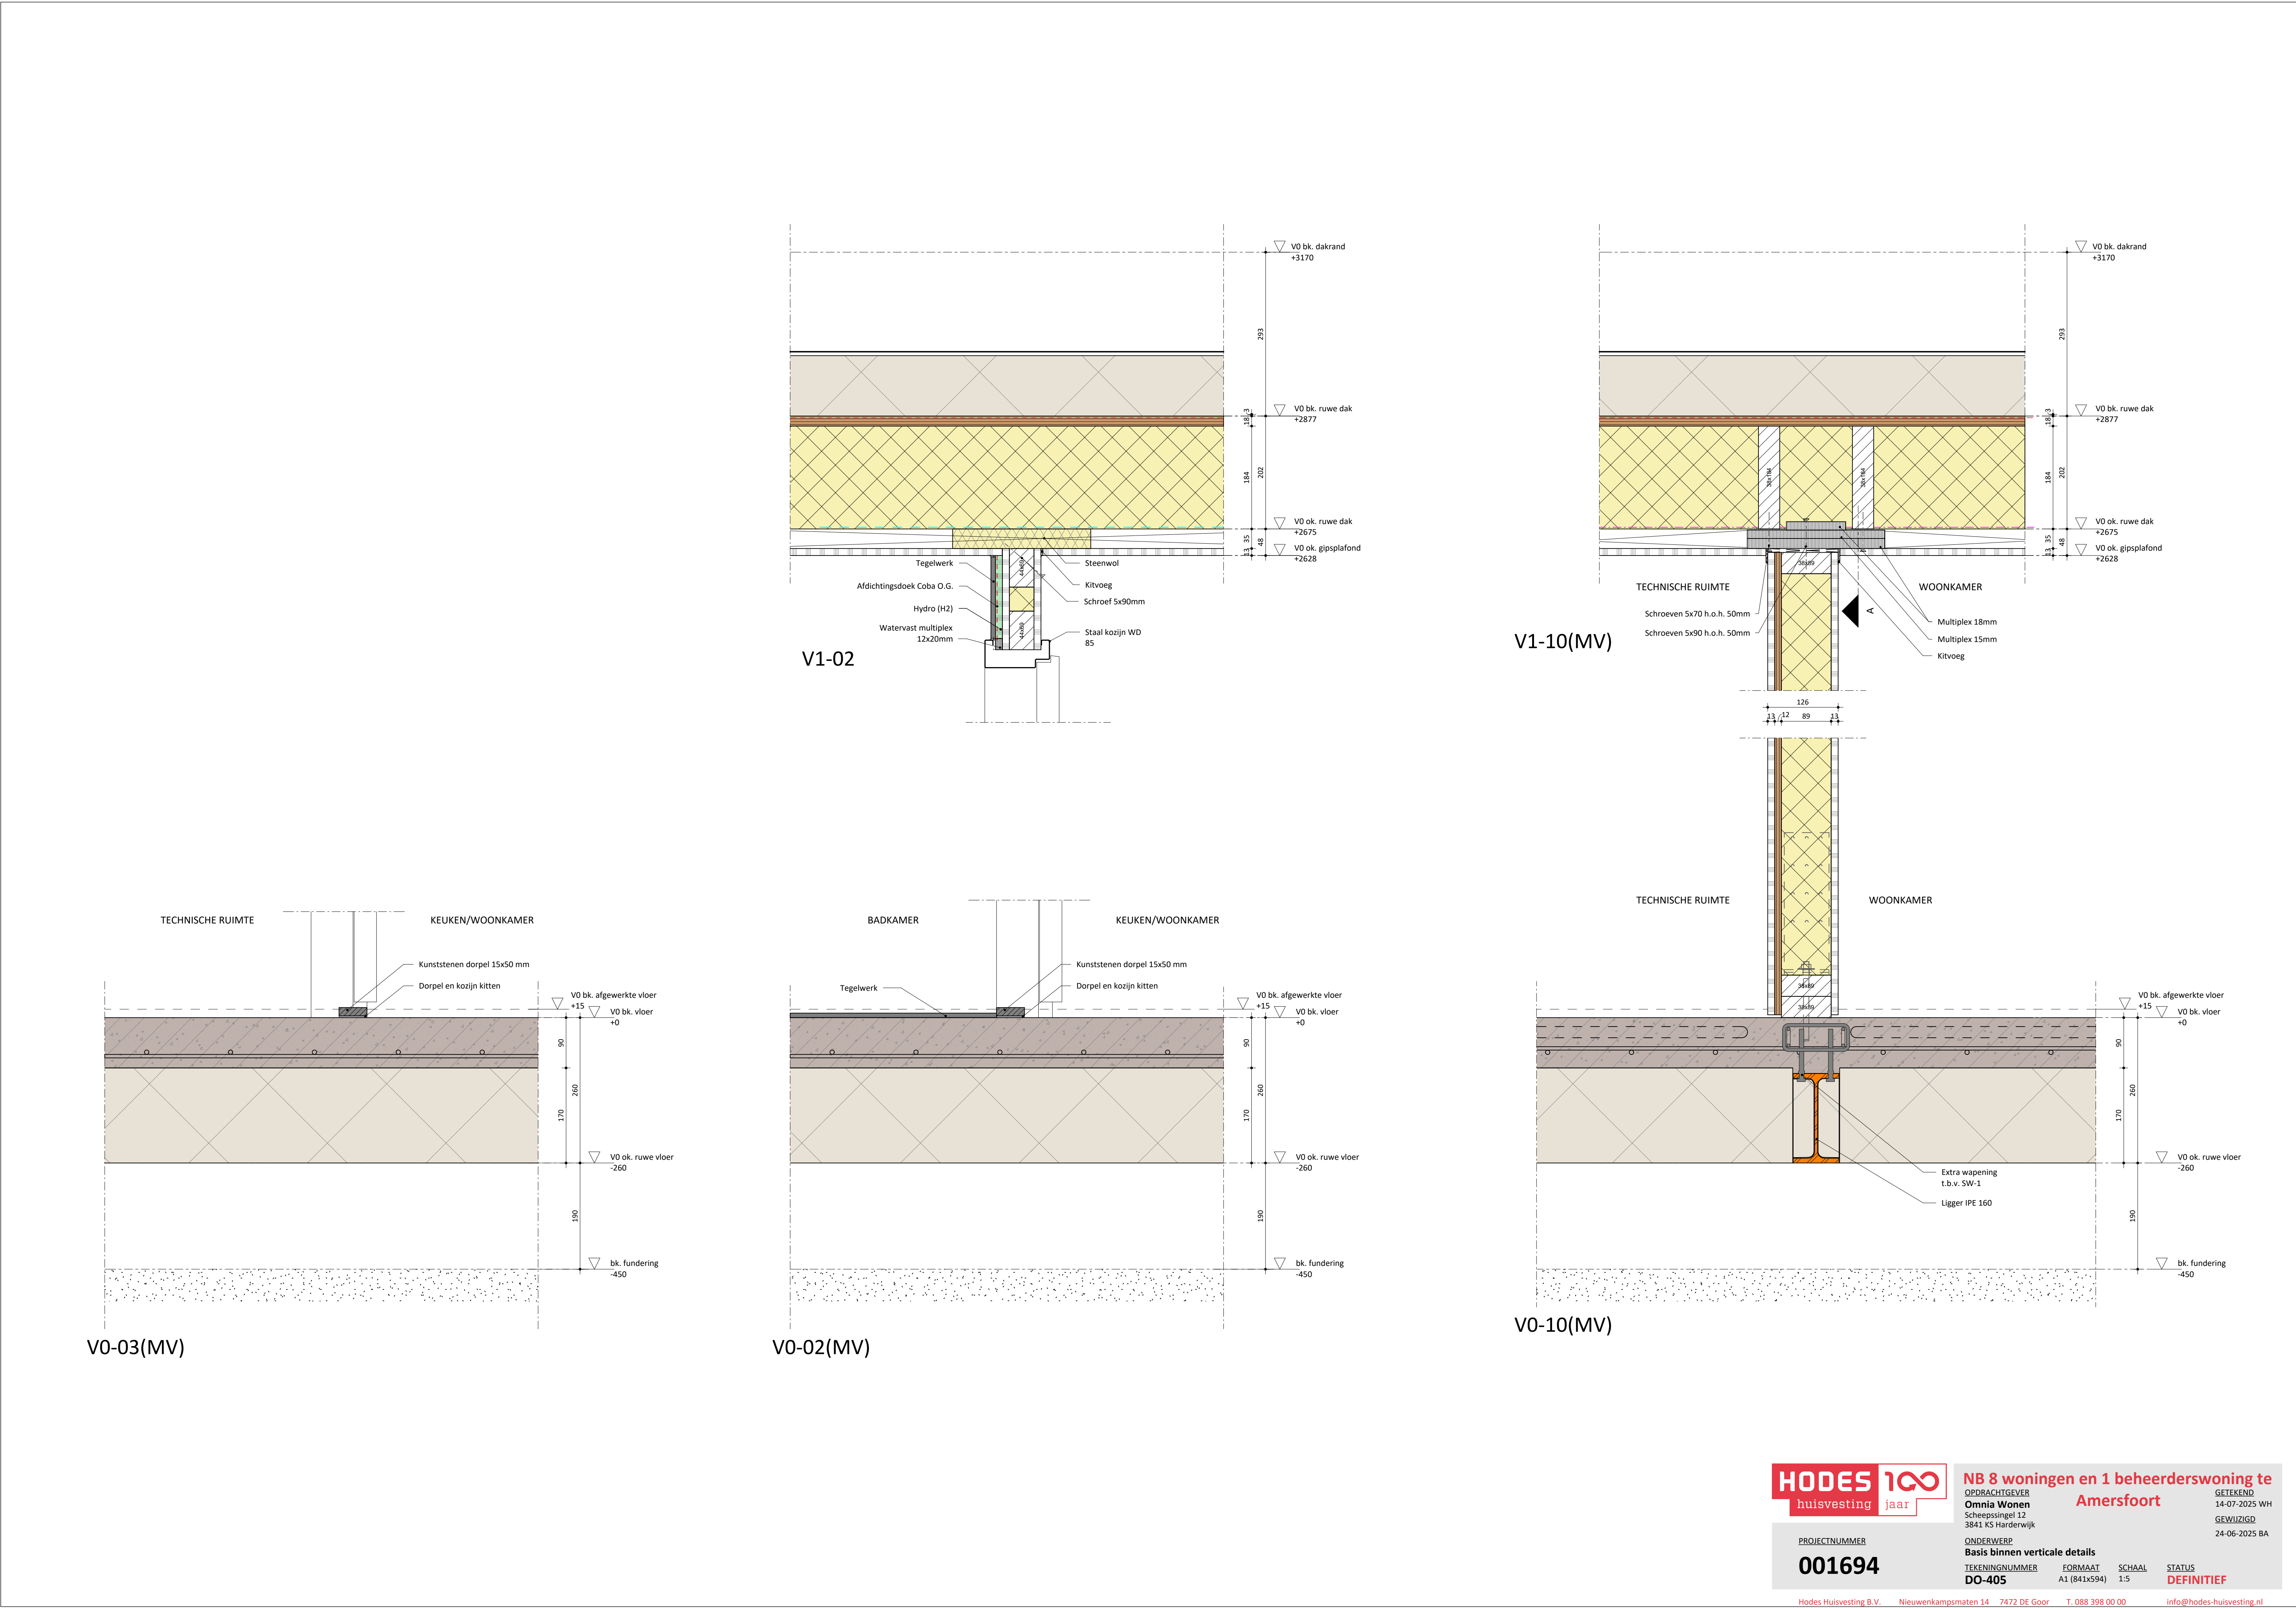 V0 bk. dakrand
+3170
293
V0 bk. ruwe dak
+2877
18
3
184
202
V0 ok. ruwe dak
+2675
35
48
13
V0 ok. gipsplafond
+2628
Tegelwerk
Afdichtingsdoek Coba O.G.
Hydro (H2)
Watervast multiplex
12x20mm
44x69
44x69
Steenwol
Kitvoeg
Schroef 5x90mm
Staal kozijn WD
85
V1-02
V0 bk. dakrand
+3170
293
V0 bk. ruwe dak
+2877
18
3
38x184
38x184
184
202
V0 ok. ruwe dak
+2675
35
48
13
V0 ok. gipsplafond
+2628
38x89
TECHNISCHE RUIMTE
WOONKAMER
Schroeven 5x70 h.o.h. 50mm
Schroeven 5x90 h.o.h. 50mm
A
Multiplex 18mm
Multiplex 15mm
Kitvoeg
V1-10(MV)
126
13
12
89
13
TECHNISCHE RUIMTE
KEUKEN/WOONKAMER
Kunststenen dorpel 15x50 mm
Dorpel en kozijn kitten
V0 bk. afgewerkte vloer
+15
V0 bk. vloer
+0
90
260
170
V0 ok. ruwe vloer
-260
190
bk. fundering
-450
V0-03(MV)
BADKAMER
KEUKEN/WOONKAMER
Kunststenen dorpel 15x50 mm
Tegelwerk
Dorpel en kozijn kitten
V0 bk. afgewerkte vloer
+15
V0 bk. vloer
+0
90
260
170
V0 ok. ruwe vloer
-260
190
bk. fundering
-450
V0-02(MV)
TECHNISCHE RUIMTE
WOONKAMER
38x89
38x89
V0 bk. afgewerkte vloer
+15
V0 bk. vloer
+0
90
260
170
V0 ok. ruwe vloer
-260
Extra wapening
t.b.v. SW-1
Ligger IPE 160
190
bk. fundering
-450
V0-10(MV)
HODES
huisvesting
100
jaar
NB 8 woningen en 1 beheerderswoning te
Amersfoort
OPDRACHTGEVER
Omnia Wonen
Scheepssingel 12
3841 KS Harderwijk
GETEKEND
14-07-2025 WH
GEWIJZIGD
24-06-2025 BA
PROJECTNUMMER
001694
ONDERWERP
Basis binnen verticale details
TEKENINGNUMMER
DO-405
FORMAAT
A1 (841x594)
SCHAAL
1:5
STATUS
DEFINITIEF
Hodes Huisvesting B.V. Nieuwenkampsmaten 14 7472 DE Goor T. 088 398 00 00 info@hodes-huisvesting.nl